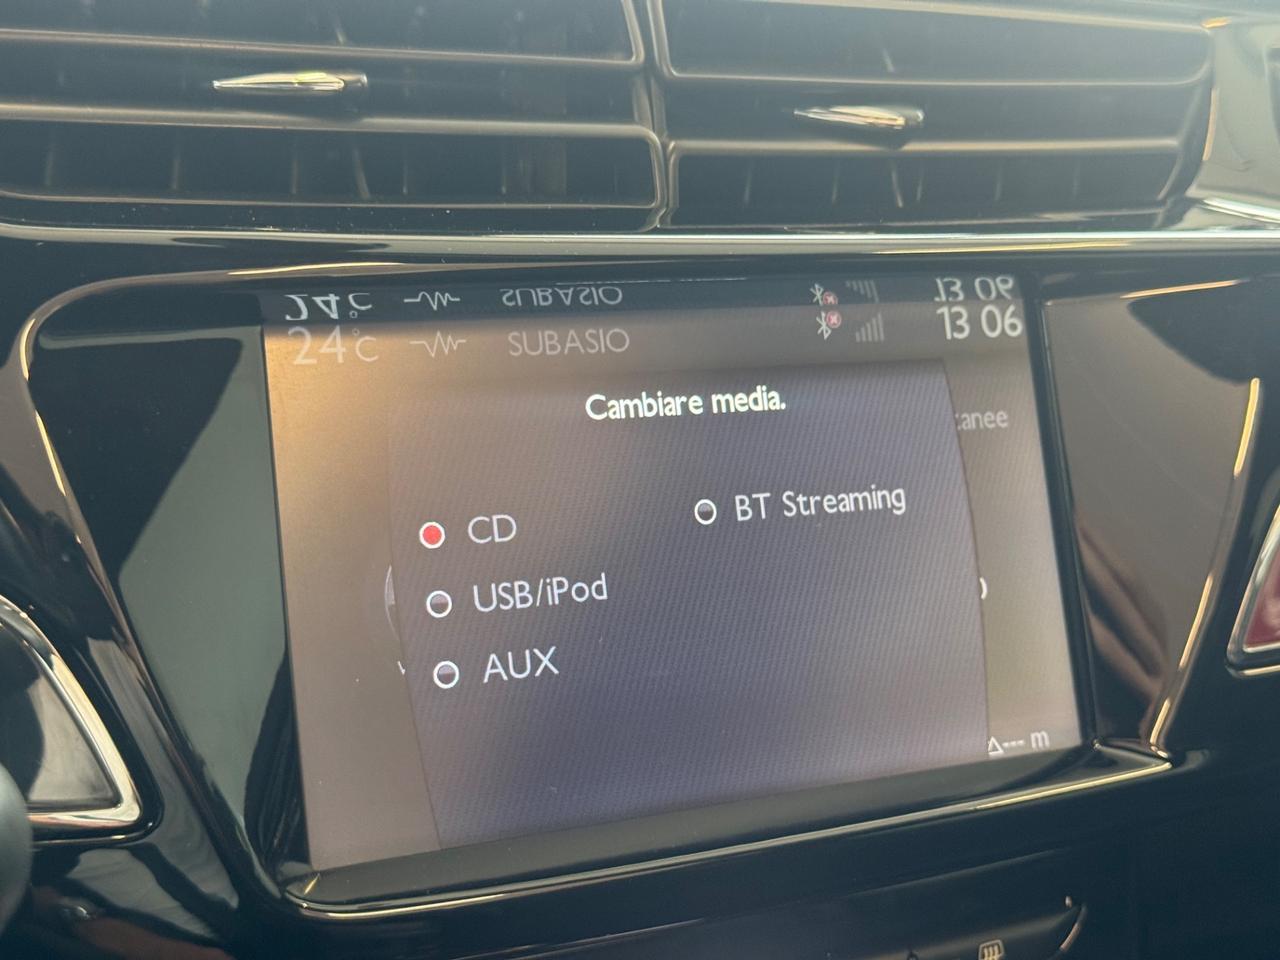 24°C SUBASIO 13 06
Cambiare media.
CD
BT Streaming
USB/iPod
AUX
Δ--- m